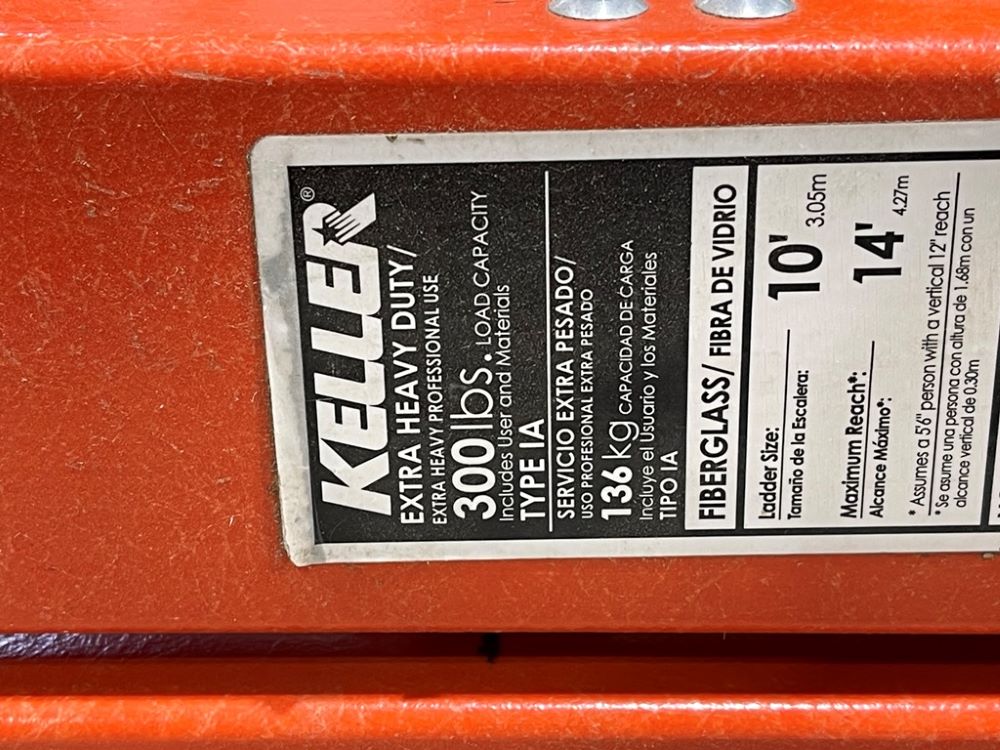 KELLER®
EXTRA HEAVY DUTY/
EXTRA HEAVY PROFESSIONAL USE
300 lbs. LOAD CAPACITY
Includes User and Materials
TYPE IA
SERVICIO EXTRA PESADO/
USO PROFESIONAL EXTRA PESADO
136 kg CAPACIDAD DE CARGA
Incluye el Usuario y los Materiales
TIPO IA
FIBERGLASS/ FIBRA DE VIDRIO
Ladder Size:
Tamaño de la Escalera: 10' 3.05m
Maximum Reach*:
Alcance Máximo*: 14' 4.27m
* Assumes a 5'6" person with a vertical 12" reach
* Se asume una persona con altura de 1.68m con un
alcance vertical de 0.30m